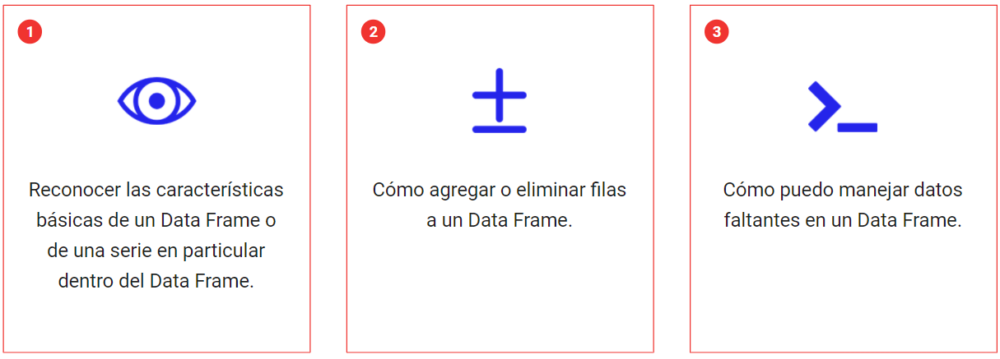 1
Reconocer las características
básicas de un Data Frame o
de una serie en particular
dentro del Data Frame.
2
Cómo agregar o eliminar filas
a un Data Frame.
3
Cómo puedo manejar datos
faltantes en un Data Frame.